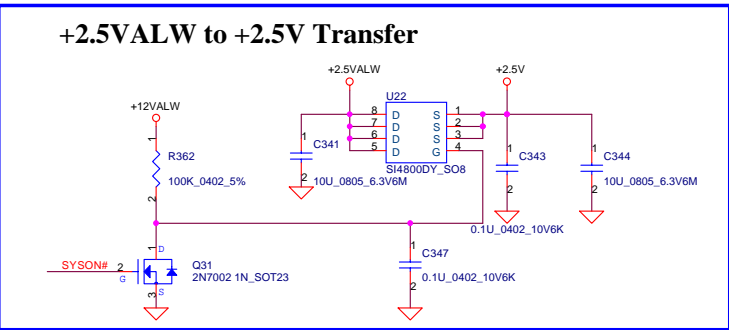 +2.5VALW to +2.5V Transfer
+2.5VALW
+2.5V
U22
+12VALW
8 D S 1
7 D S 2
6 D S 3
5 D G 4
SI4800DY_SO8
1
R362
100K_0402_5%
2
1
C341
2
10U_0805_6.3V6M
1
C343
2
0.1U_0402_10V6K
1
C344
2
10U_0805_6.3V6M
1
C347
2
0.1U_0402_10V6K
SYSON#
2
G
1
D
3
S
Q31
2N7002 1N_SOT23